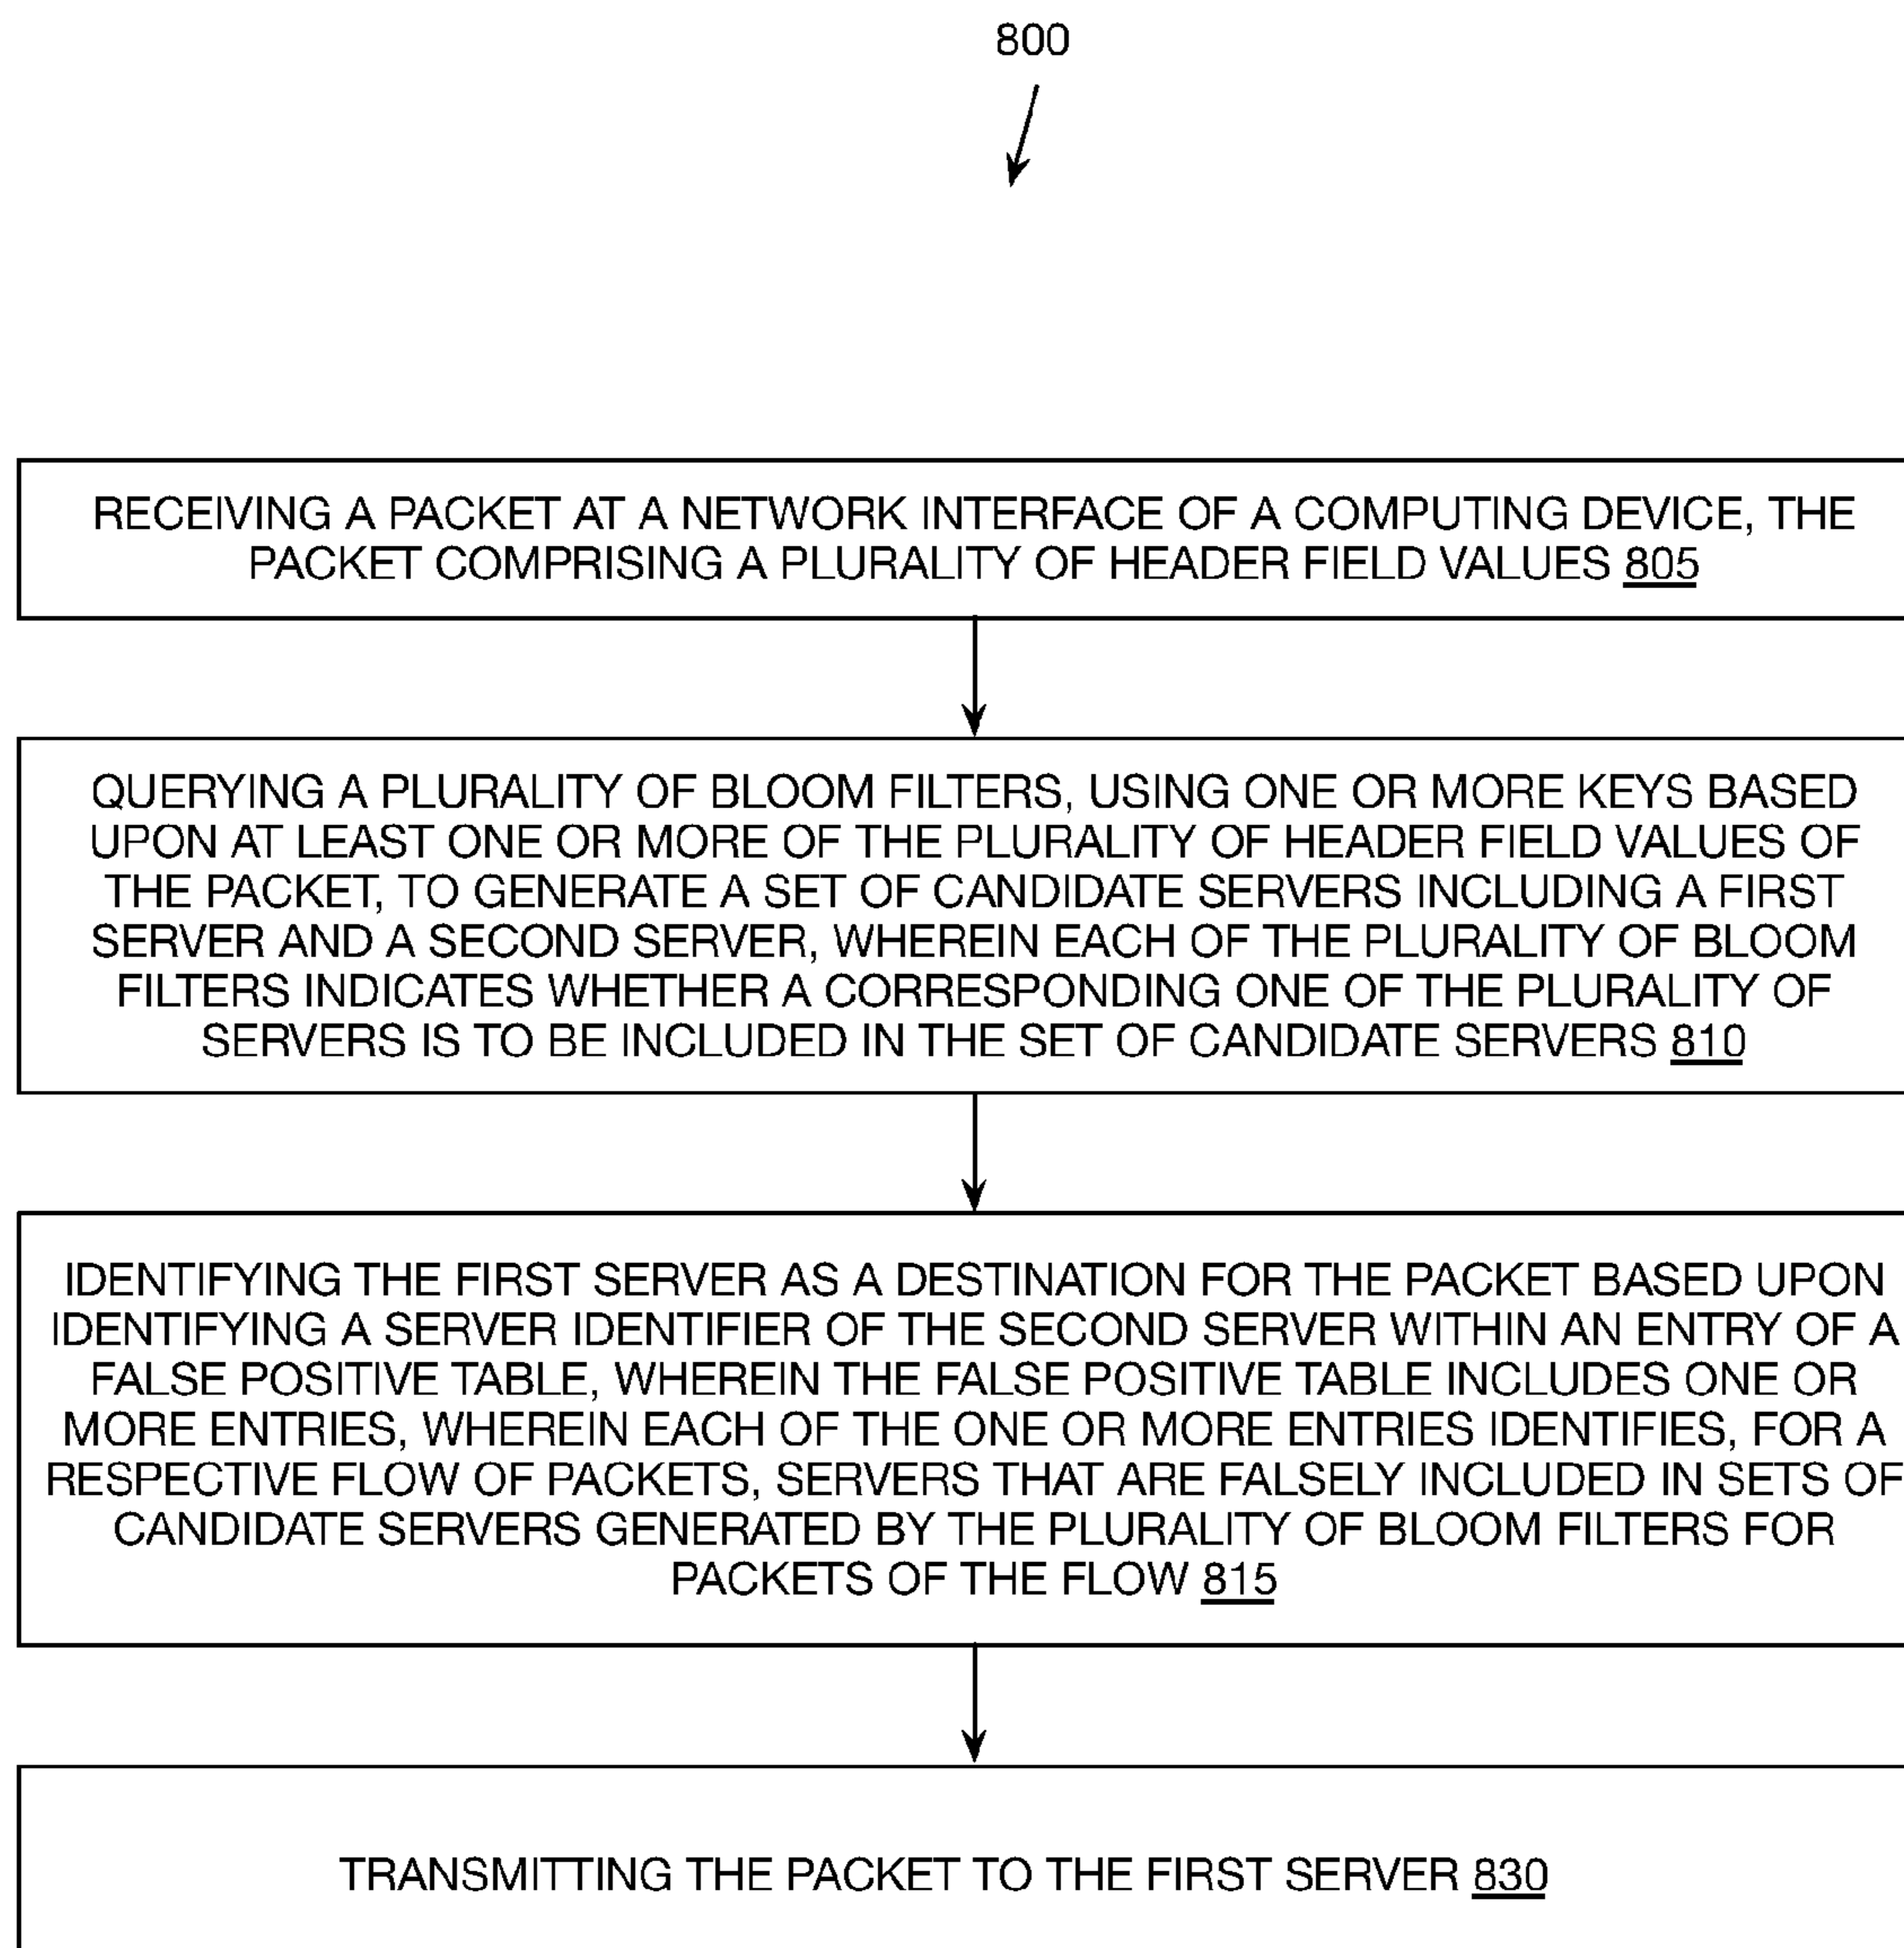 800
RECEIVING A PACKET AT A NETWORK INTERFACE OF A COMPUTING DEVICE, THE
PACKET COMPRISING A PLURALITY OF HEADER FIELD VALUES 805
QUERYING A PLURALITY OF BLOOM FILTERS, USING ONE OR MORE KEYS BASED
UPON AT LEAST ONE OR MORE OF THE PLURALITY OF HEADER FIELD VALUES OF
THE PACKET, TO GENERATE A SET OF CANDIDATE SERVERS INCLUDING A FIRST
SERVER AND A SECOND SERVER, WHEREIN EACH OF THE PLURALITY OF BLOOM
FILTERS INDICATES WHETHER A CORRESPONDING ONE OF THE PLURALITY OF
SERVERS IS TO BE INCLUDED IN THE SET OF CANDIDATE SERVERS 810
IDENTIFYING THE FIRST SERVER AS A DESTINATION FOR THE PACKET BASED UPON
IDENTIFYING A SERVER IDENTIFIER OF THE SECOND SERVER WITHIN AN ENTRY OF A
FALSE POSITIVE TABLE, WHEREIN THE FALSE POSITIVE TABLE INCLUDES ONE OR
MORE ENTRIES, WHEREIN EACH OF THE ONE OR MORE ENTRIES IDENTIFIES, FOR A
RESPECTIVE FLOW OF PACKETS, SERVERS THAT ARE FALSELY INCLUDED IN SETS OF
CANDIDATE SERVERS GENERATED BY THE PLURALITY OF BLOOM FILTERS FOR
PACKETS OF THE FLOW 815
TRANSMITTING THE PACKET TO THE FIRST SERVER 830